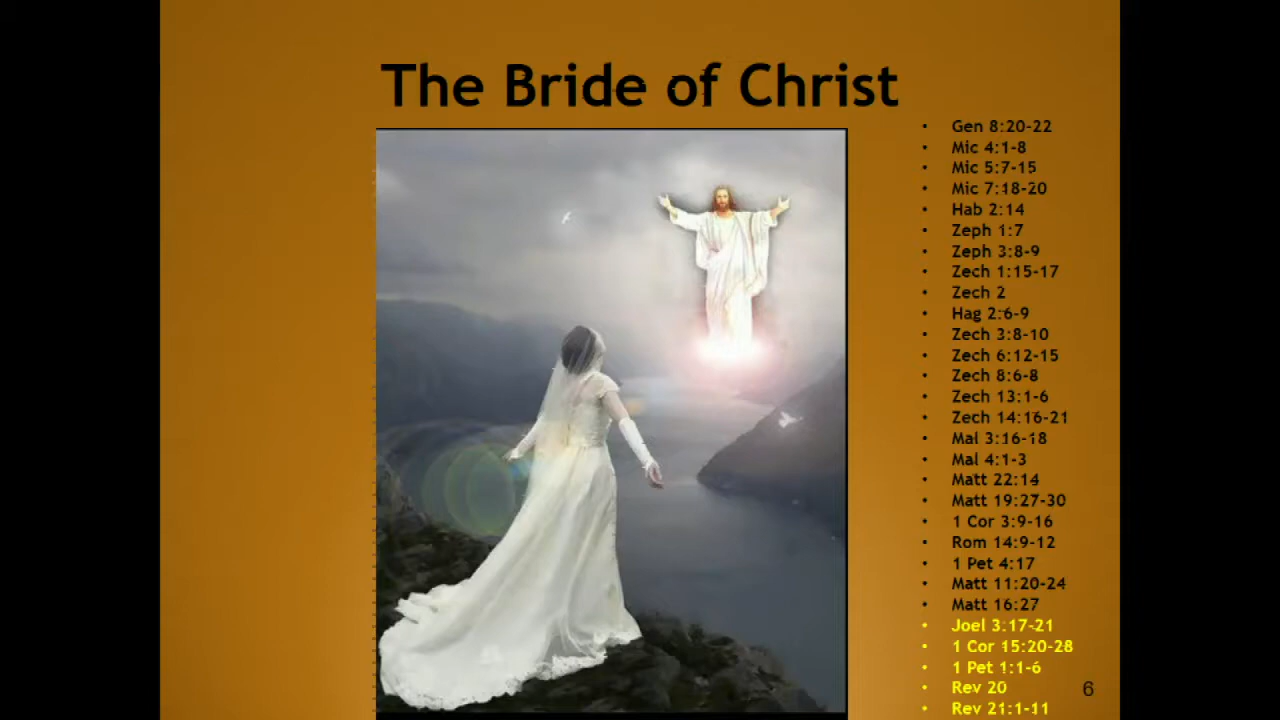 The Bride of Christ
• Gen 8:20-22
• Mic 4:1-8
• Mic 5:7-15
• Mic 7:18-20
• Hab 2:14
• Zeph 1:7
• Zeph 3:8-9
• Zech 1:15-17
• Zech 2
• Hag 2:6-9
• Zech 3:8-10
• Zech 6:12-15
• Zech 8:6-8
• Zech 13:1-6
• Zech 14:16-21
• Mal 3:16-18
• Mal 4:1-3
• Matt 22:14
• Matt 19:27-30
• 1 Cor 3:9-16
• Rom 14:9-12
• 1 Pet 4:17
• Matt 11:20-24
• Matt 16:27
• Joel 3:17-21
• 1 Cor 15:20-28
• 1 Pet 1:1-6
• Rev 20
• Rev 21:1-11
6